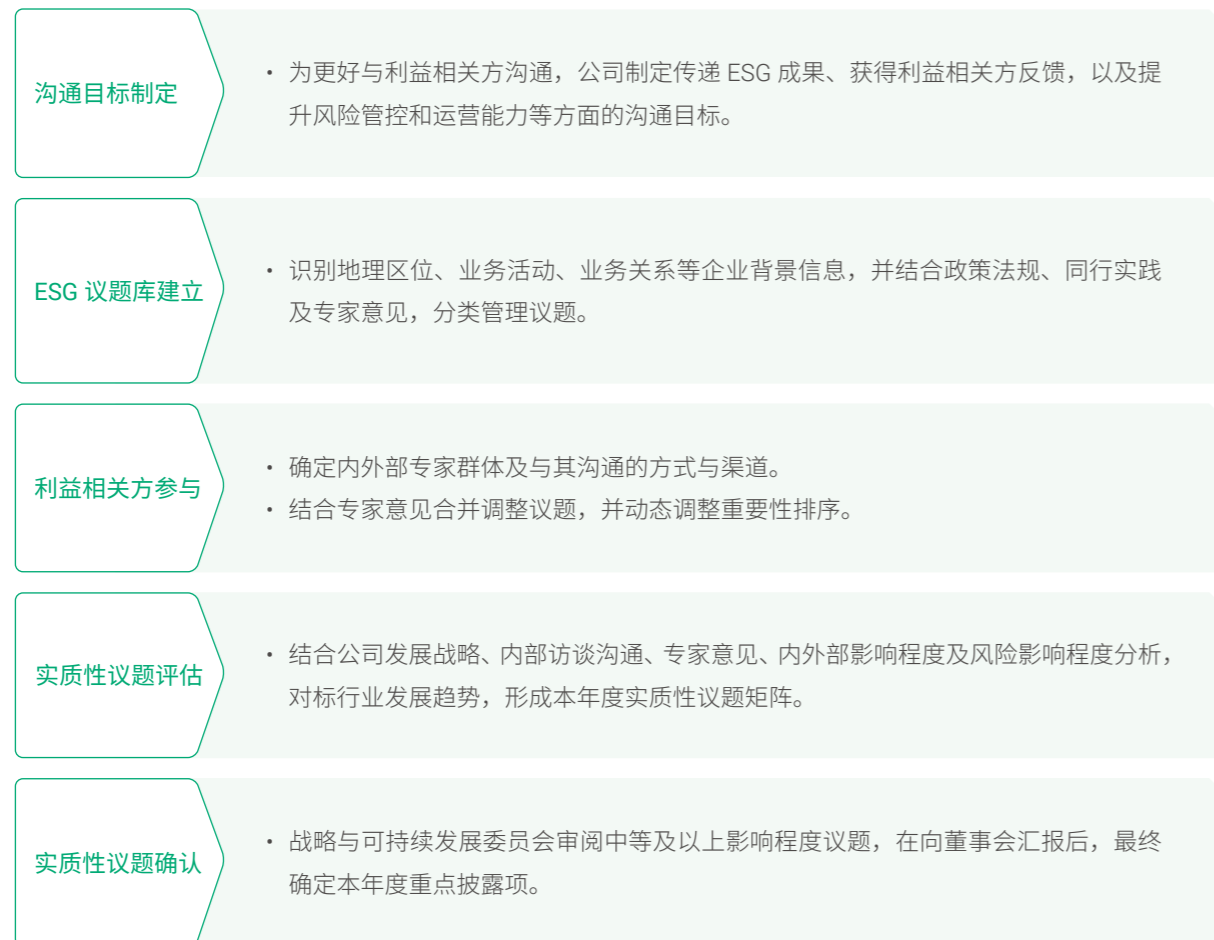 沟通目标制定
• 为更好与利益相关方沟通，公司制定传递 ESG 成果、获得利益相关方反馈，以及提
升风险管控和运营能力等方面的沟通目标。
ESG 议题库建立
• 识别地理区位、业务活动、业务关系等企业背景信息，并结合政策法规、同行实践
及专家意见，分类管理议题。
利益相关方参与
• 确定内外部专家群体及与其沟通的方式与渠道。
• 结合专家意见合并调整议题，并动态调整重要性排序。
实质性议题评估
• 结合公司发展战略、内部访谈沟通、专家意见、内外部影响程度及风险影响程度分析，
对标行业发展趋势，形成本年度实质性议题矩阵。
实质性议题确认
• 战略与可持续发展委员会审阅中等及以上影响程度议题，在向董事会汇报后，最终
确定本年度重点披露项。